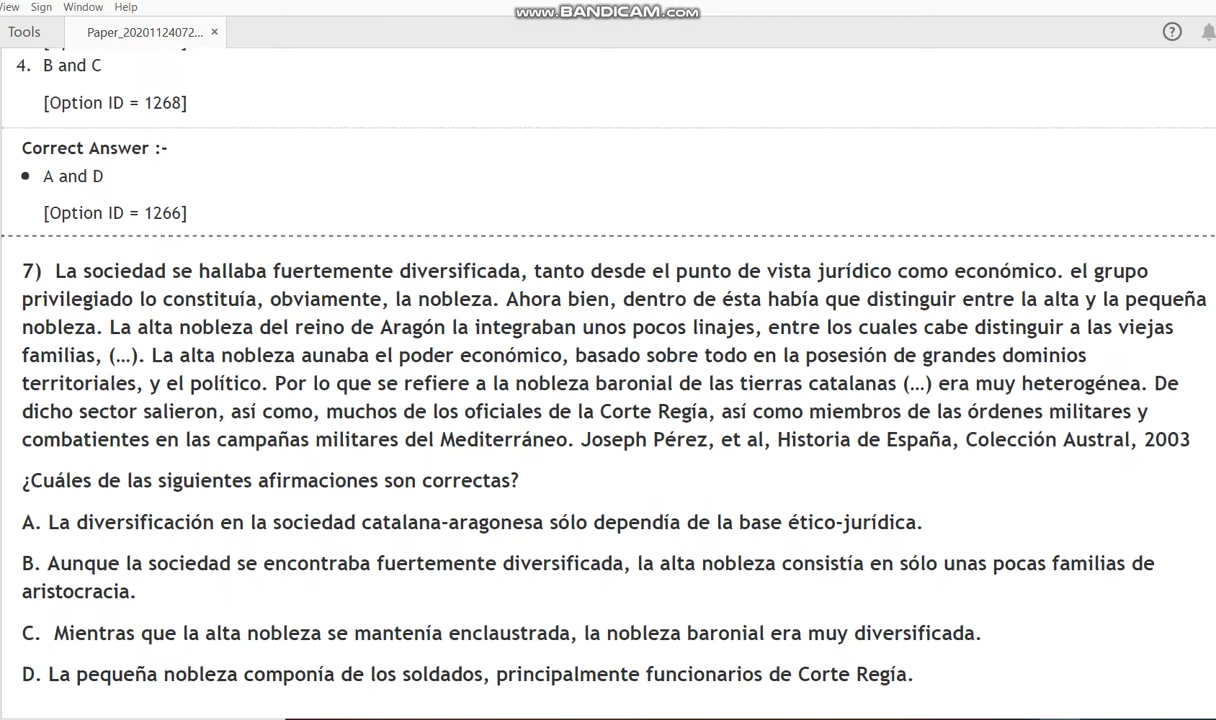 View Sign Window Help
www.BANDICAM.com
Tools Paper_20201124072... ×
4. B and C
[Option ID = 1268]
Correct Answer :-
• A and D
[Option ID = 1266]
7) La sociedad se hallaba fuertemente diversificada, tanto desde el punto de vista jurídico como económico. el grupo
privilegiado lo constituía, obviamente, la nobleza. Ahora bien, dentro de ésta había que distinguir entre la alta y la pequeña
nobleza. La alta nobleza del reino de Aragón la integraban unos pocos linajes, entre los cuales cabe distinguir a las viejas
familias, (…). La alta nobleza aunaba el poder económico, basado sobre todo en la posesión de grandes dominios
territoriales, y el político. Por lo que se refiere a la nobleza baronial de las tierras catalanas (…) era muy heterogénea. De
dicho sector salieron, así como, muchos de los oficiales de la Corte Regía, así como miembros de las órdenes militares y
combatientes en las campañas militares del Mediterráneo. Joseph Pérez, et al, Historia de España, Colección Austral, 2003
¿Cuáles de las siguientes afirmaciones son correctas?
A. La diversificación en la sociedad catalana-aragonesa sólo dependía de la base ético-jurídica.
B. Aunque la sociedad se encontraba fuertemente diversificada, la alta nobleza consistía en sólo unas pocas familias de
aristocracia.
C. Mientras que la alta nobleza se mantenía enclaustrada, la nobleza baronial era muy diversificada.
D. La pequeña nobleza componía de los soldados, principalmente funcionarios de Corte Regía.